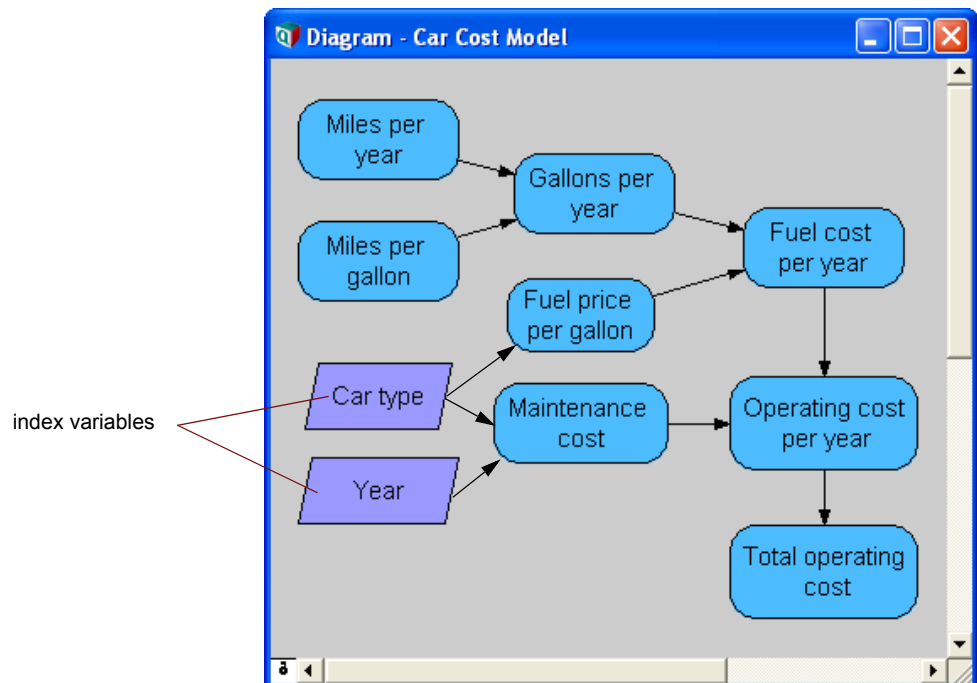 Diagram - Car Cost Model
Miles per
year
Gallons per
year
Miles per
gallon
Fuel cost
per year
Fuel price
per gallon
Car type
index variables
Maintenance
cost
Operating cost
per year
Year
Total operating
cost